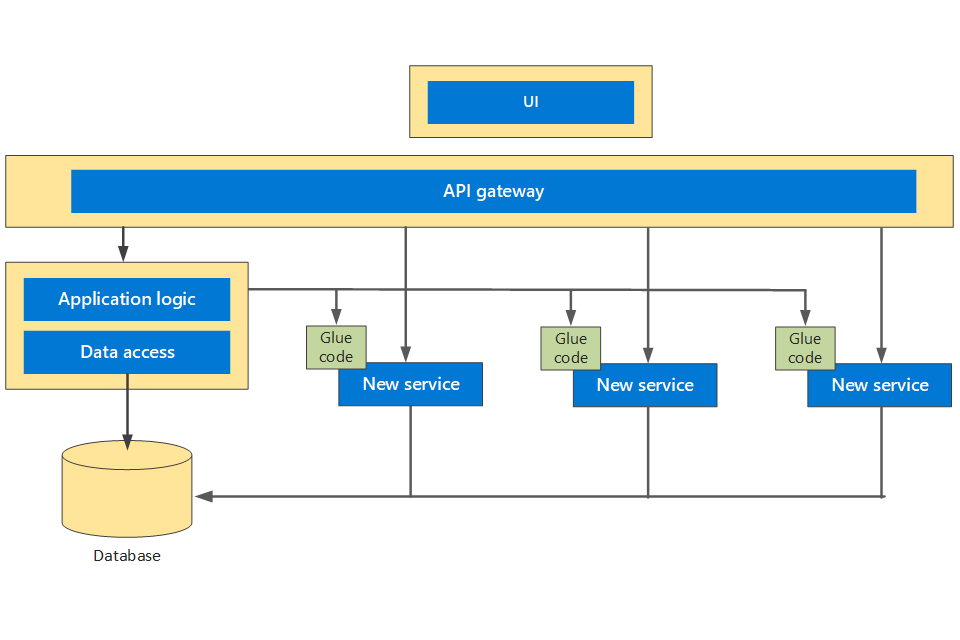 UI
API gateway
Application logic
Data access
Glue
code
New service
Glue
code
New service
Glue
code
New service
Database